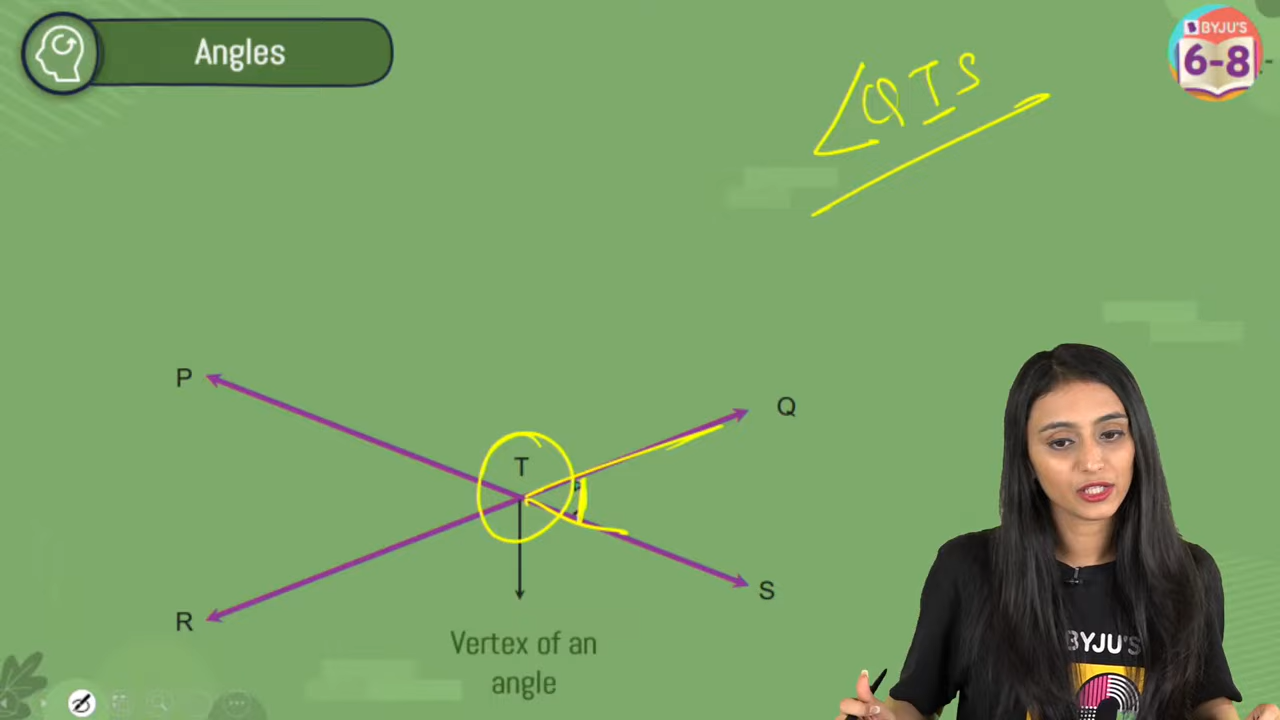 Angles
BYJU'S
6-8
∠QTS
P
Q
T
R
S
Vertex of an
angle
BYJU'S